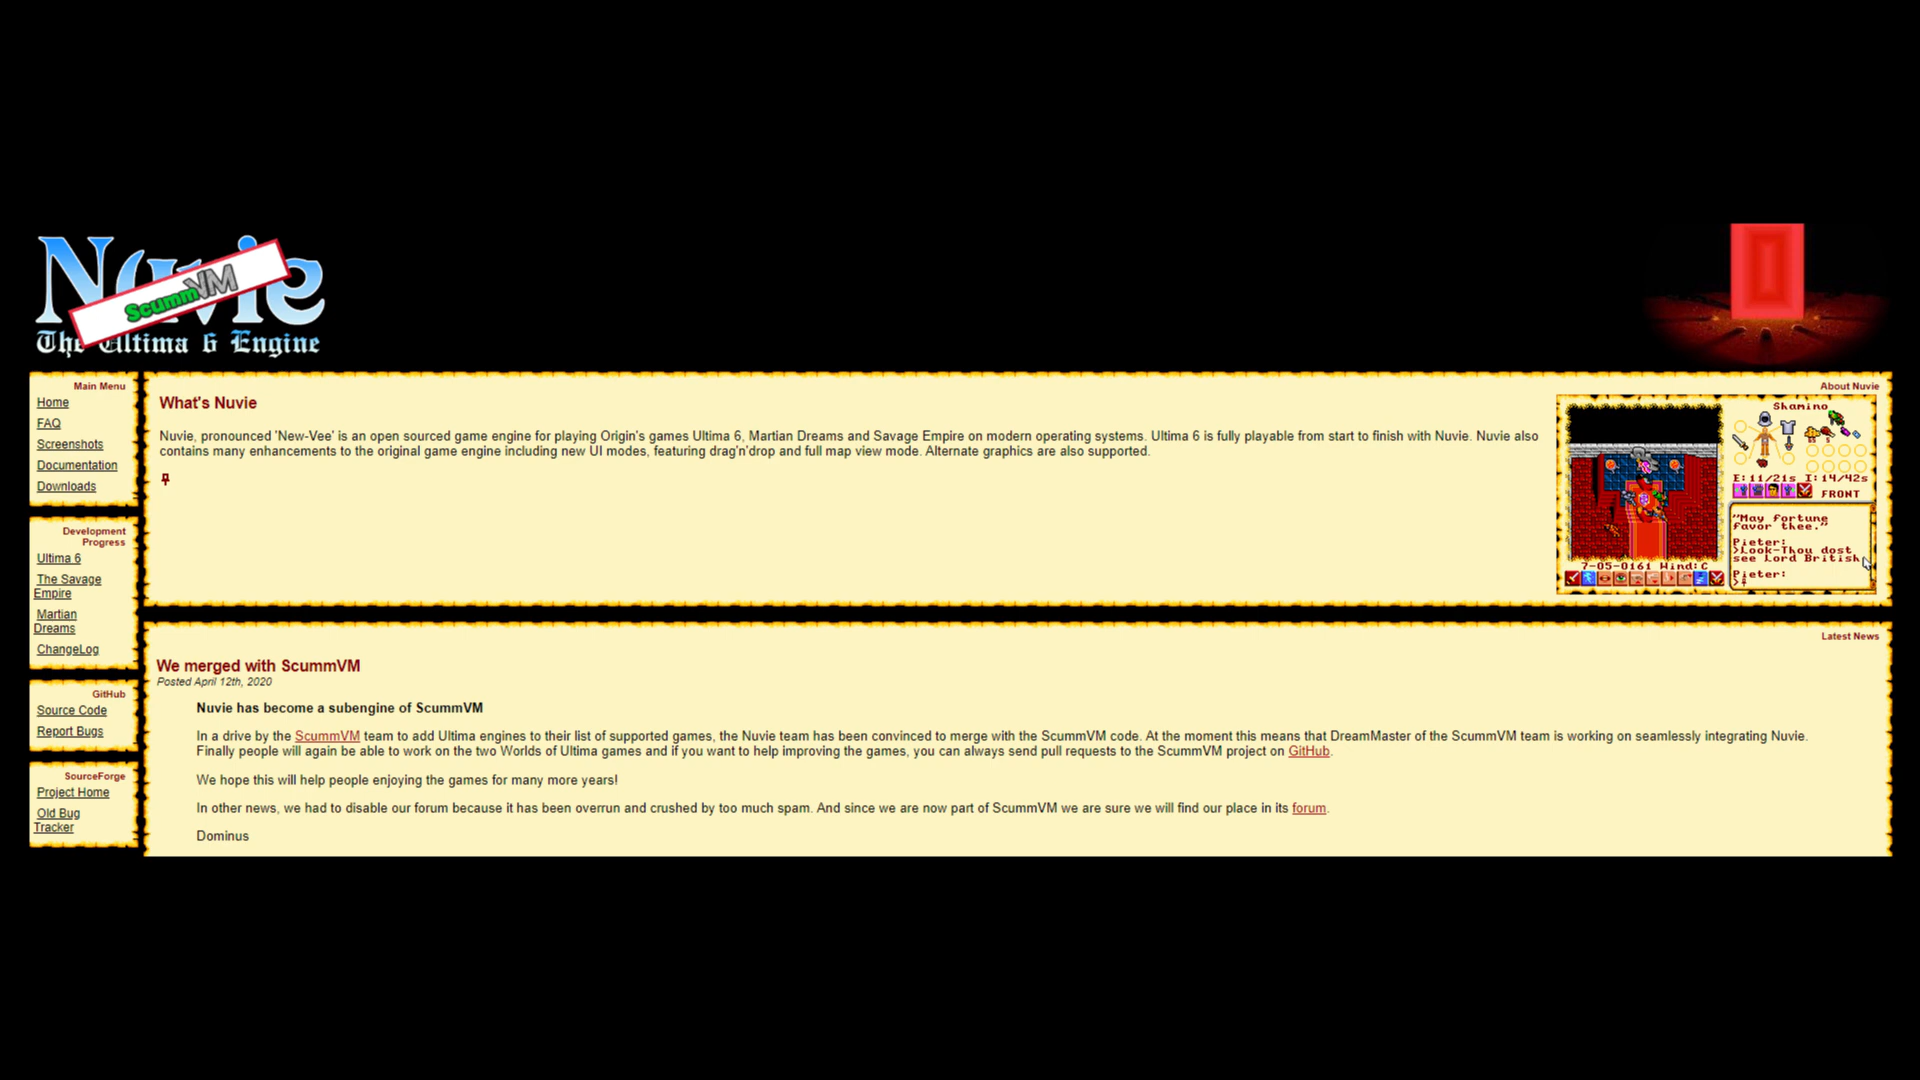 Nuvie
ScummVM
The Ultima 6 Engine
Main Menu
Home
FAQ
Screenshots
Documentation
Downloads
Development
Progress
Ultima 6
The Savage
Empire
Martian
Dreams
ChangeLog
GitHub
Source Code
Report Bugs
SourceForge
Project Home
Old Bug
Tracker
About Nuvie
What's Nuvie
Nuvie, pronounced 'New-Vee' is an open sourced game engine for playing Origin's games Ultima 6, Martian Dreams and Savage Empire on modern operating systems. Ultima 6 is fully playable from start to finish with Nuvie. Nuvie also
contains many enhancements to the original game engine including new UI modes, featuring drag'n'drop and full map view mode. Alternate graphics are also supported.
Shamino
E:11/21s I:14/42s
FRONT
"May fortune
favor thee."
Pieter:
>Look-Thou dost
see Lord British.
Pieter:
>
7-05-0161 Wind:C
Latest News
We merged with ScummVM
Posted April 12th, 2020
Nuvie has become a subengine of ScummVM
In a drive by the ScummVM team to add Ultima engines to their list of supported games, the Nuvie team has been convinced to merge with the ScummVM code. At the moment this means that DreamMaster of the ScummVM team is working on seamlessly integrating Nuvie.
Finally people will again be able to work on the two Worlds of Ultima games and if you want to help improving the games, you can always send pull requests to the ScummVM project on GitHub.
We hope this will help people enjoying the games for many more years!
In other news, we had to disable our forum because it has been overrun and crushed by too much spam. And since we are now part of ScummVM we are sure we will find our place in its forum.
Dominus